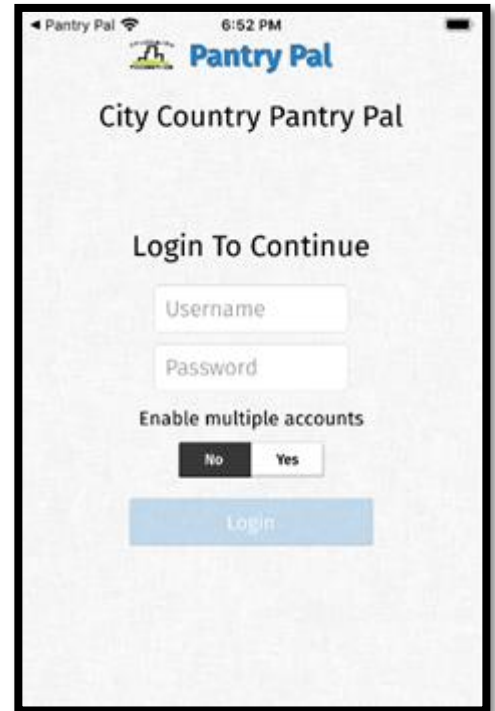 ◄ Pantry Pal 6:52 PM
Pantry Pal
City Country Pantry Pal
Login To Continue
Username
Password
Enable multiple accounts
No Yes
Login